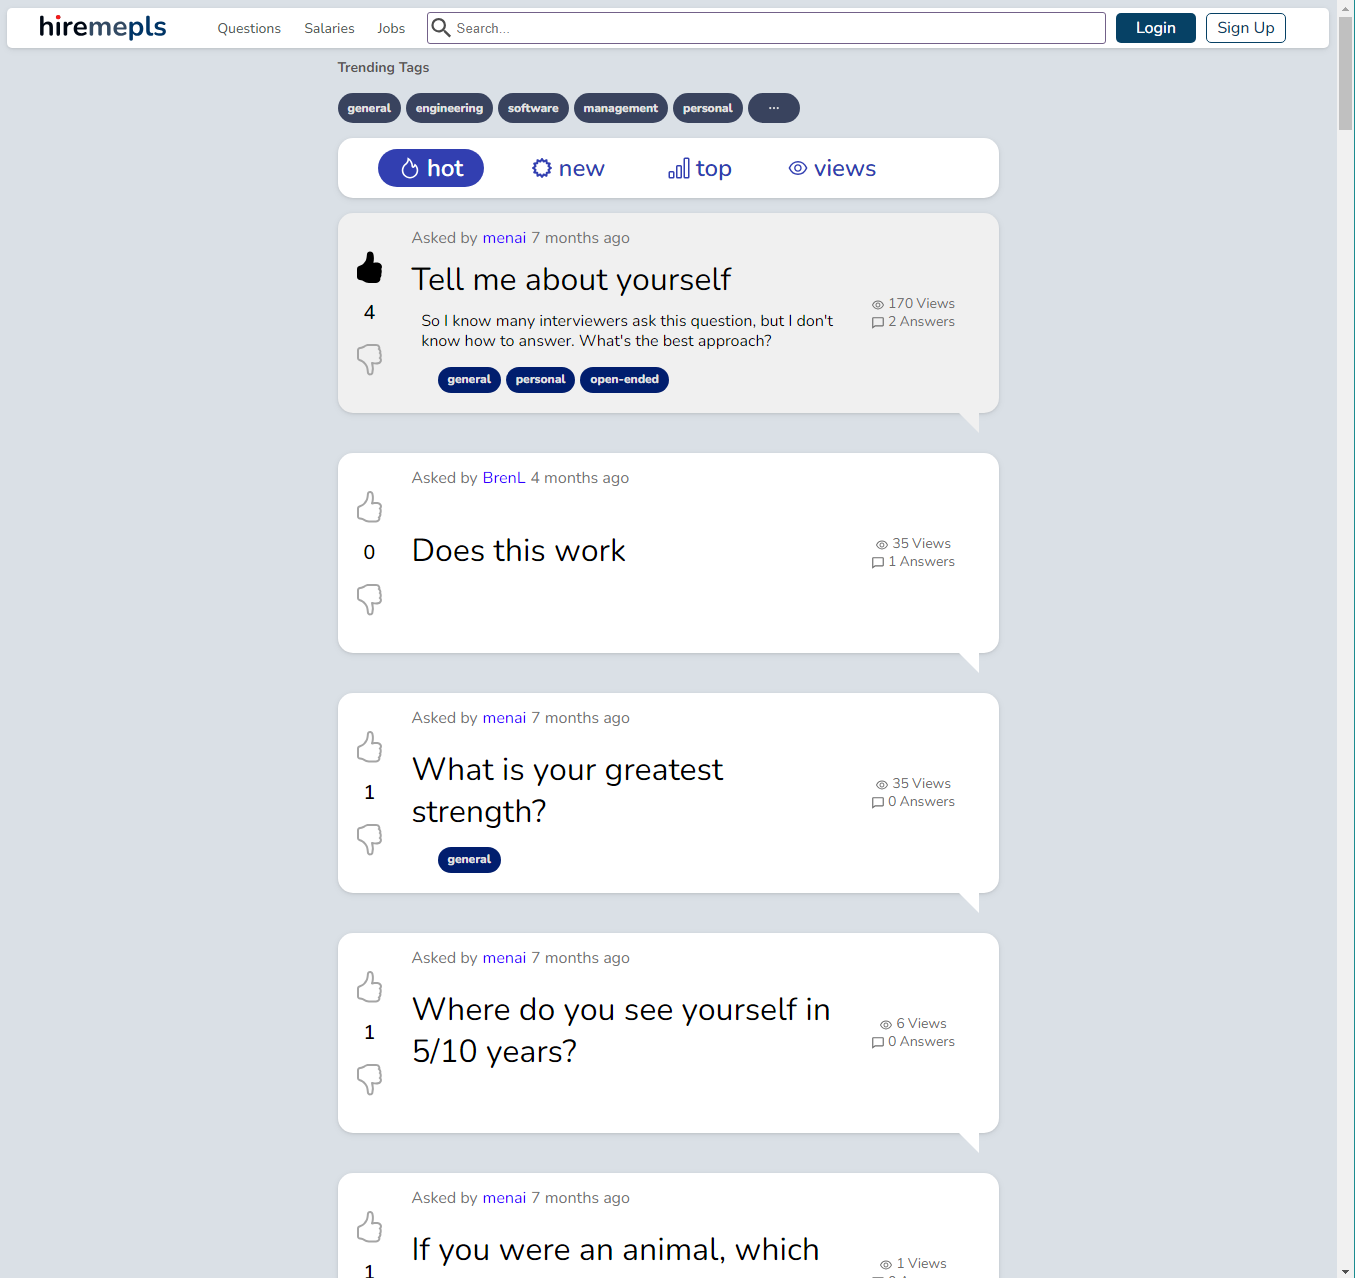 hiremepls Questions Salaries Jobs Search... Login Sign Up
Trending Tags
general engineering software management personal ...
hot new top views
Asked by menai 7 months ago
Tell me about yourself
4
So I know many interviewers ask this question, but I don't
know how to answer. What's the best approach?
170 Views
2 Answers
general personal open-ended
Asked by BrenL 4 months ago
0
Does this work
35 Views
1 Answers
Asked by menai 7 months ago
What is your greatest
strength?
1
35 Views
0 Answers
general
Asked by menai 7 months ago
Where do you see yourself in
5/10 years?
1
6 Views
0 Answers
Asked by menai 7 months ago
If you were an animal, which
1
1 Views